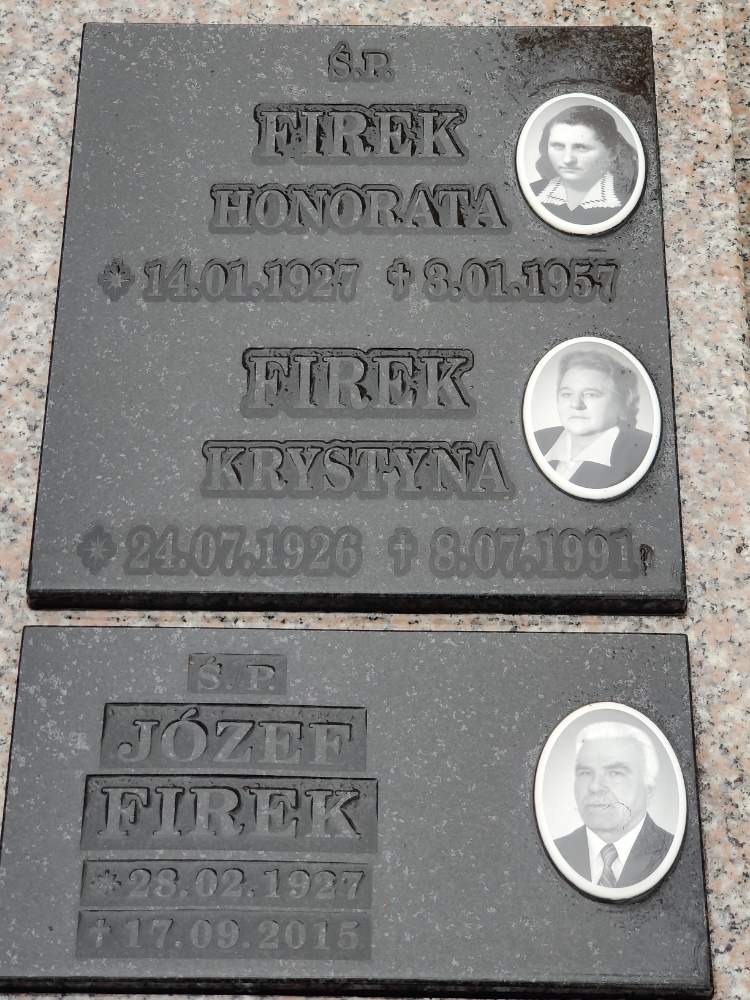 Ś.P.
FIREK
HONORATA
* 14.01.1927 † 3.01.1957
FIREK
KRYSTYNA
* 24.07.1926 † 8.07.1991
Ś. P.
JÓZEF
FIREK
* 28.02.1927
† 17.09.2015